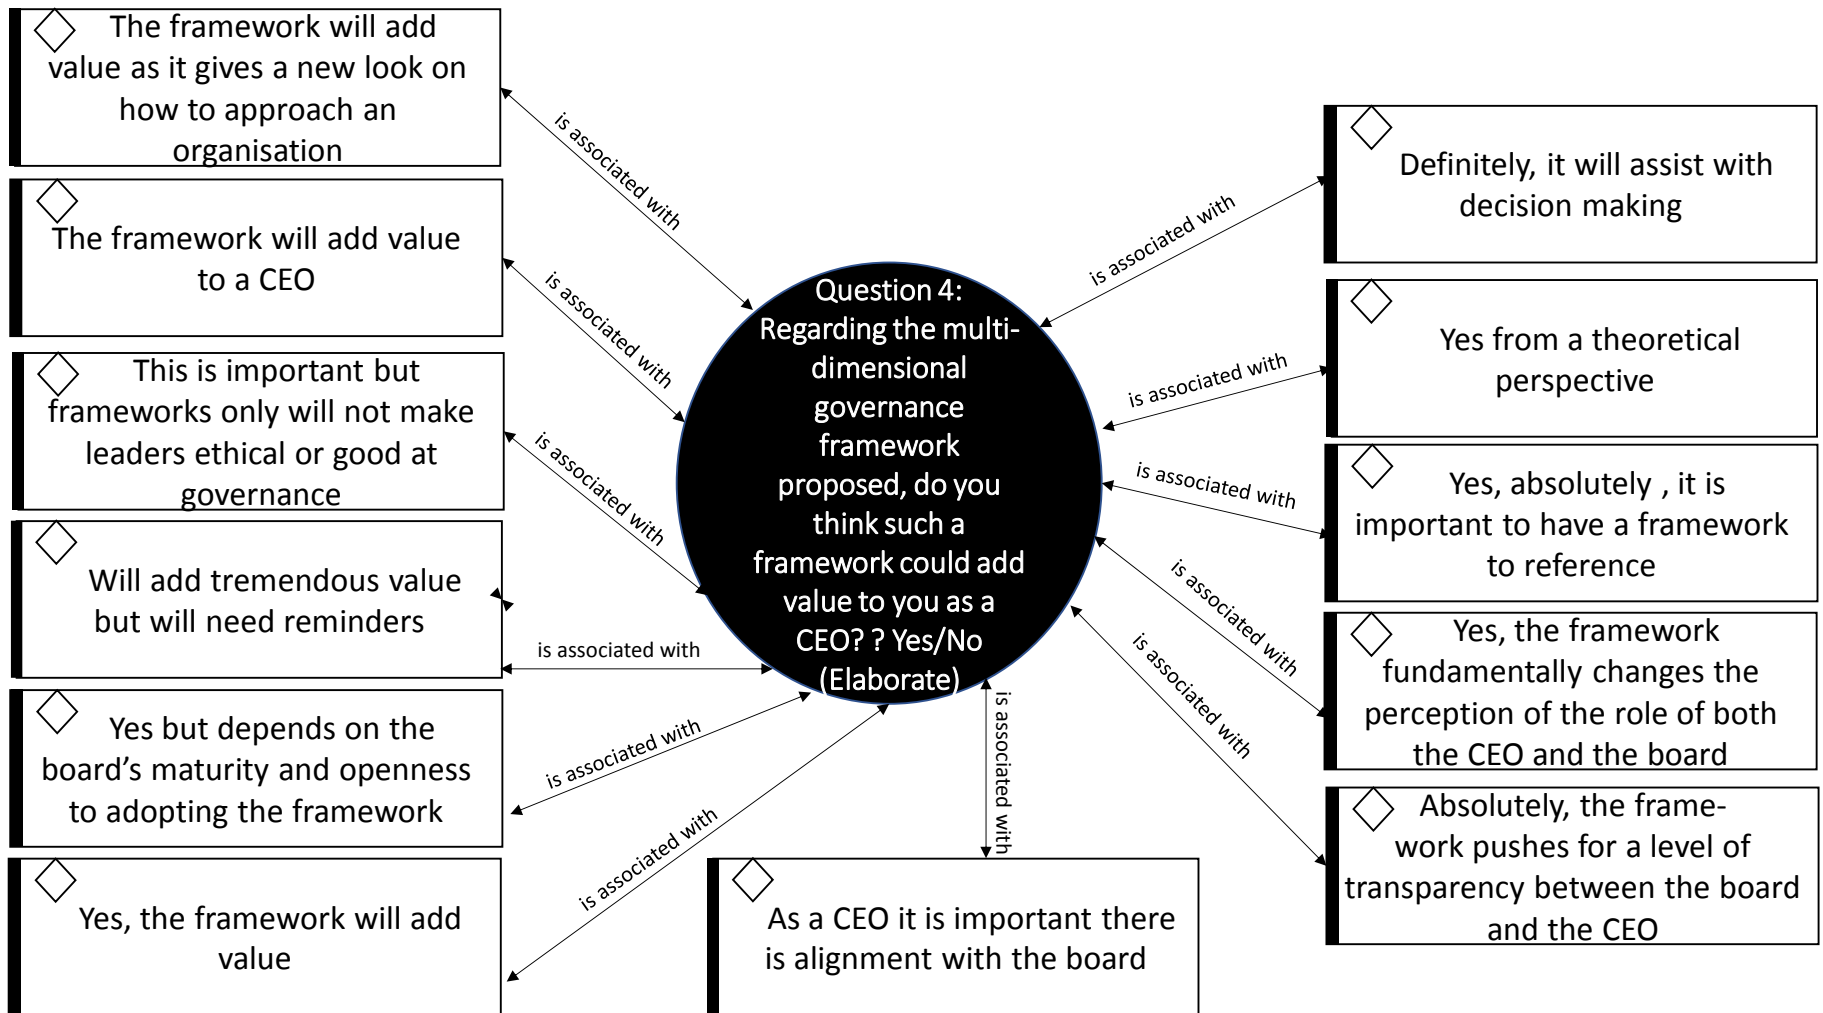 The framework will add
value as it gives a new look on
how to approach an
organisation
The framework will add value
to a CEO
This is important but
frameworks only will not make
leaders ethical or good at
governance
Will add tremendous value
but will need reminders
Yes but depends on the
board’s maturity and openness
to adopting the framework
Yes, the framework will add
value
is associated with
is associated with
is associated with
is associated with
is associated with
is associated with
Question 4:
Regarding the multi-
dimensional
governance
framework
proposed, do you
think such a
framework could add
value to you as a
CEO? ? Yes/No
(Elaborate)
is associated with
As a CEO it is important there
is alignment with the board
is associated with
is associated with
is associated with
is associated with
is associated with
Definitely, it will assist with
decision making
Yes from a theoretical
perspective
Yes, absolutely , it is
important to have a framework
to reference
Yes, the framework
fundamentally changes the
perception of the role of both
the CEO and the board
Absolutely, the frame-
work pushes for a level of
transparency between the board
and the CEO